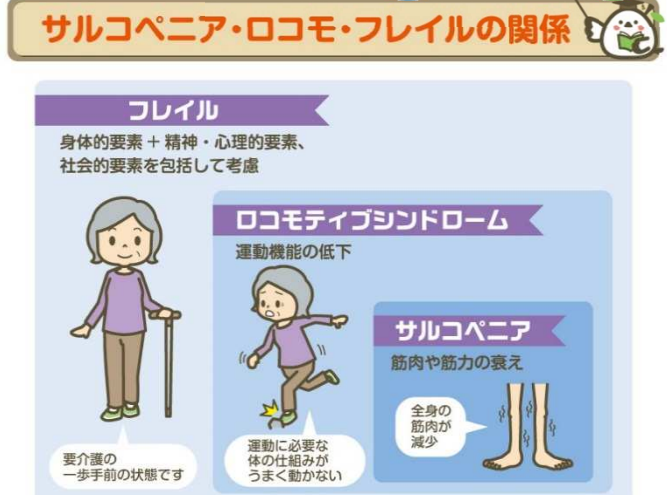 サルコペニア・ロコモ・フレイルの関係
フレイル
身体的要素＋精神・心理的要素、
社会的要素を包括して考慮
ロコモティブシンドローム
運動機能の低下
サルコペニア
筋肉や筋力の衰え
全身の
筋肉が
減少
要介護の
一歩手前の状態です
運動に必要な
体の仕組みが
うまく動かない